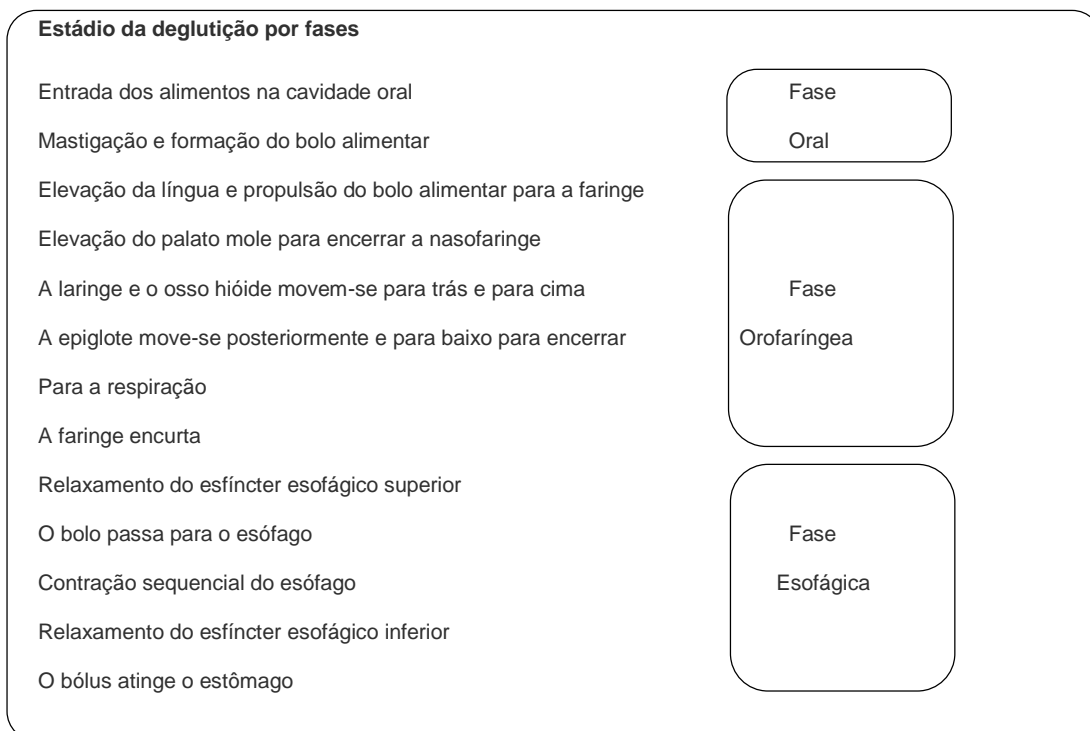 Estádio da deglutição por fases
Entrada dos alimentos na cavidade oral Fase
Mastigação e formação do bolo alimentar Oral
Elevação da língua e propulsão do bolo alimentar para a faringe
Elevação do palato mole para encerrar a nasofaringe
A laringe e o osso hióide movem-se para trás e para cima Fase
A epiglote move-se posteriormente e para baixo para encerrar Orofaríngea
Para a respiração
A faringe encurta
Relaxamento do esfíncter esofágico superior
O bolo passa para o esófago Fase
Contração sequencial do esófago Esofágica
Relaxamento do esfíncter esofágico inferior
O bólus atinge o estômago